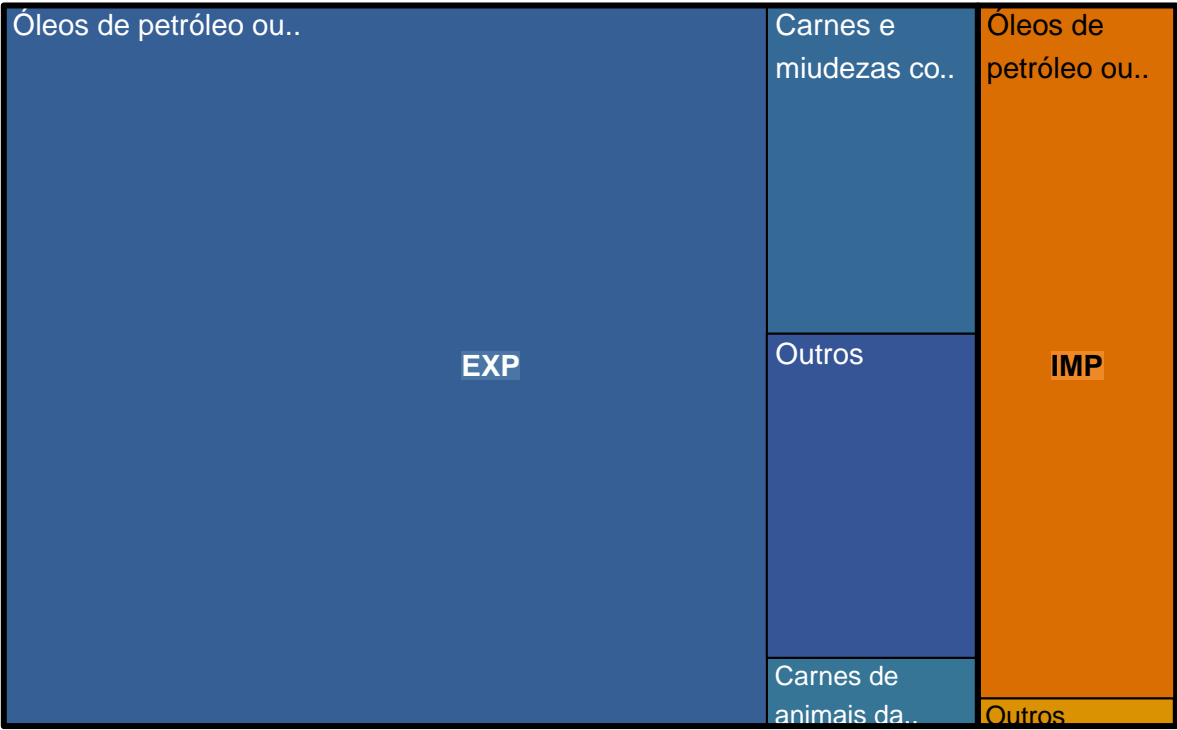 Óleos de petróleo ou..
EXP
Carnes e
miudezas co..
Outros
Carnes de
animais da..
Óleos de
petróleo ou..
IMP
Outros